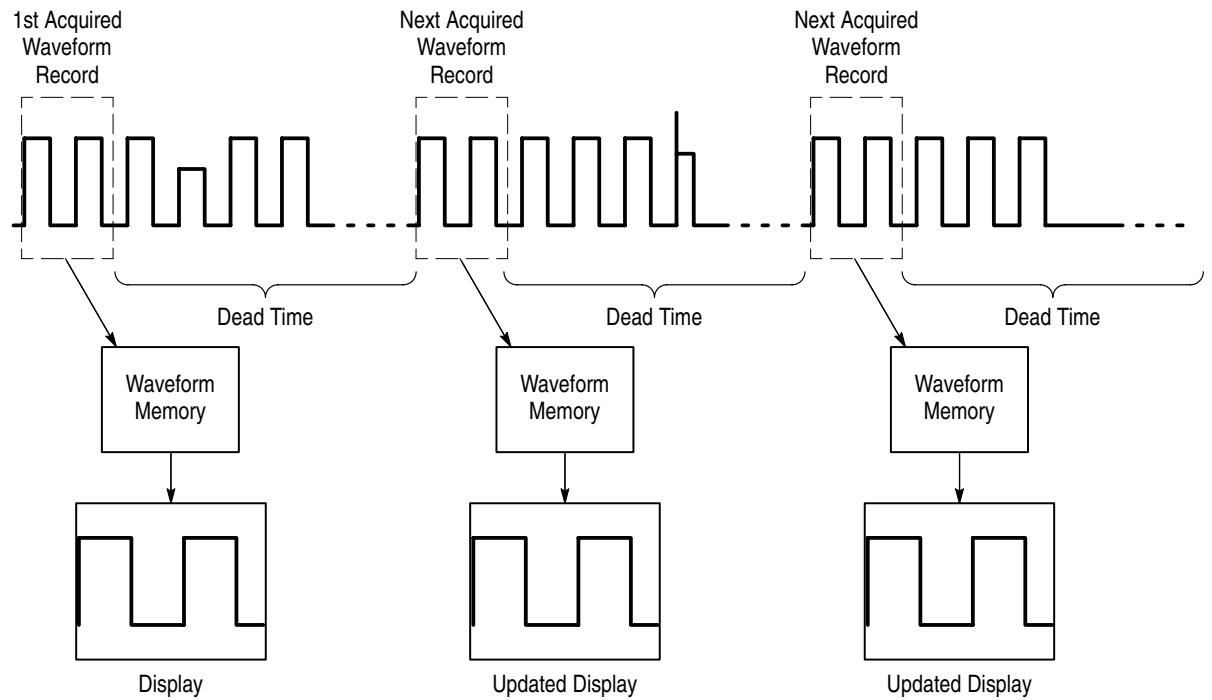 1st Acquired
Waveform
Record
Next Acquired
Waveform
Record
Next Acquired
Waveform
Record
Dead Time
Dead Time
Dead Time
Waveform
Memory
Waveform
Memory
Waveform
Memory
Display
Updated Display
Updated Display